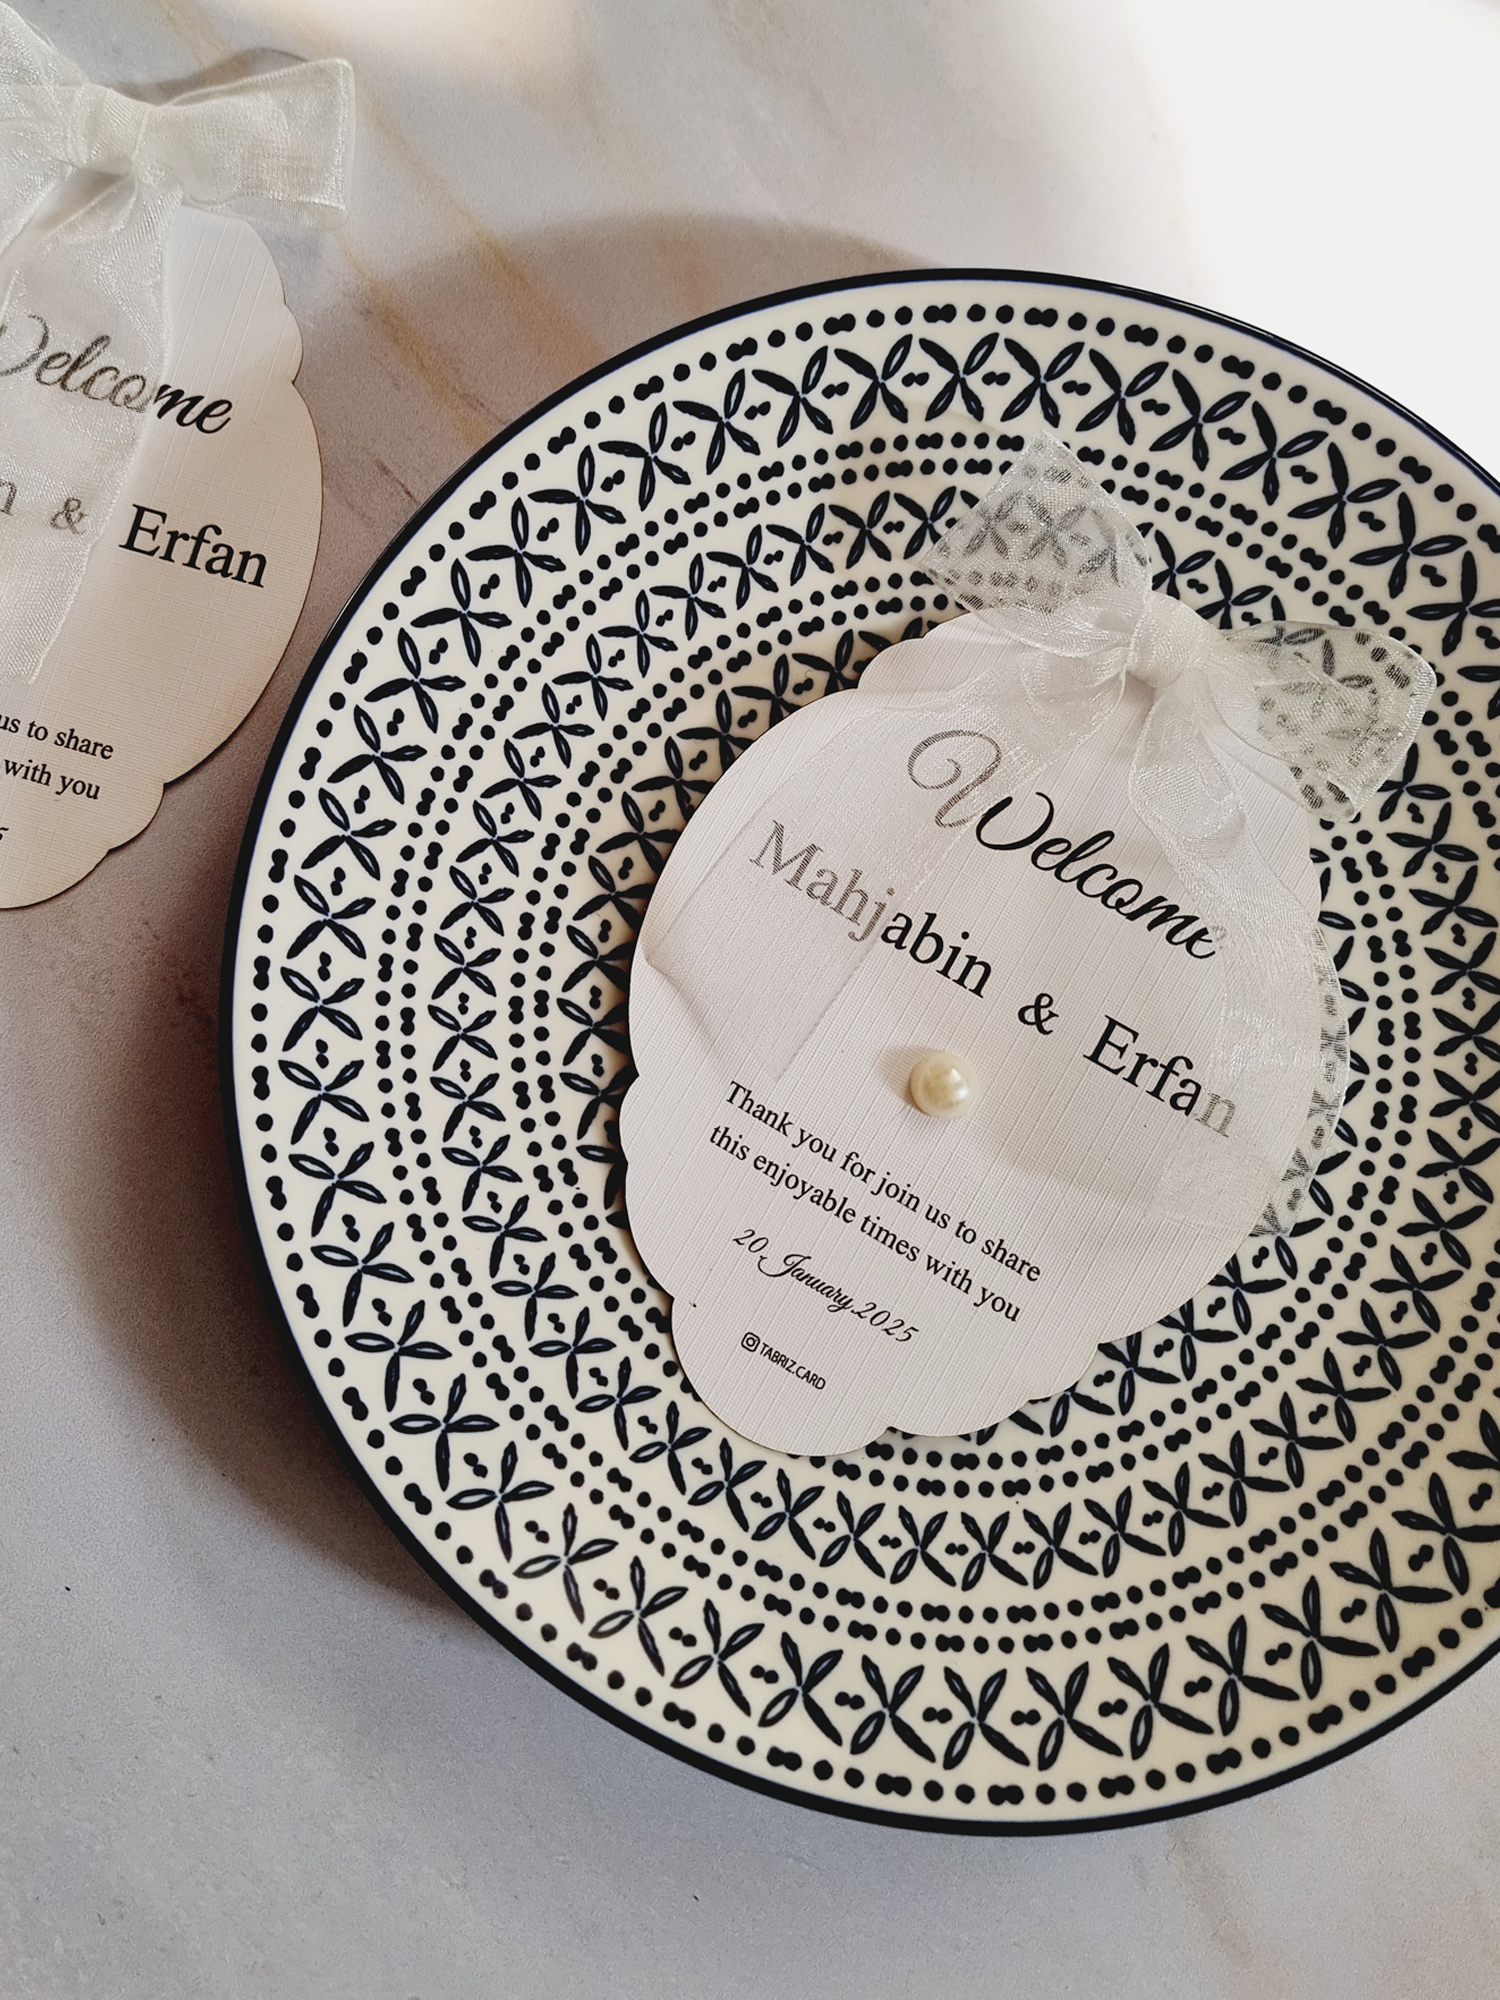 Welcome
n & Erfan
us to share
with you
5
Welcome
Mahjabin & Erfan
Thank you for join us to share
this enjoyable times with you
20 January 2025
TABRIZ.CARD